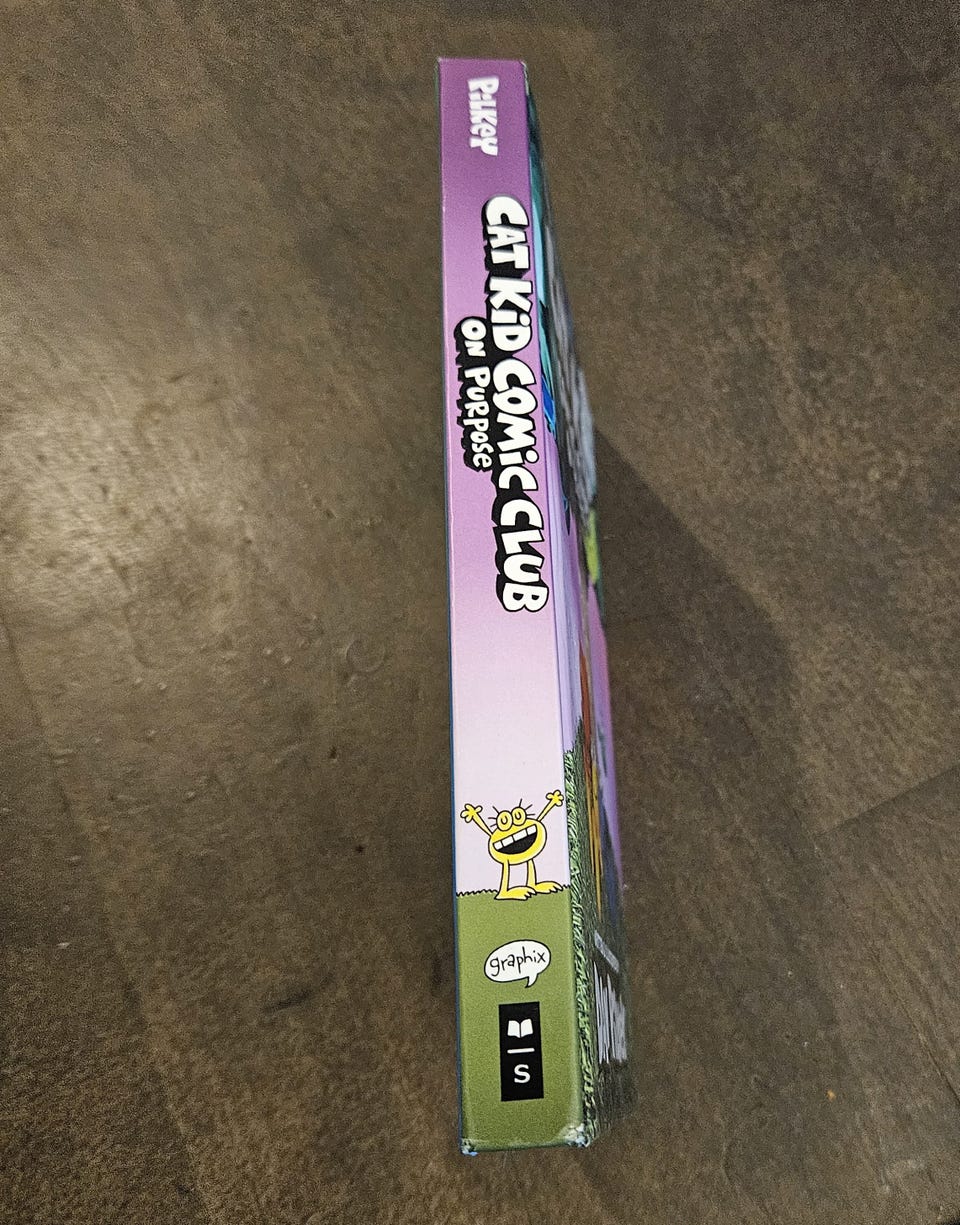 PiLKEY
CAT KiD COMiC CLUB
ON PURPOSE
graphix
S